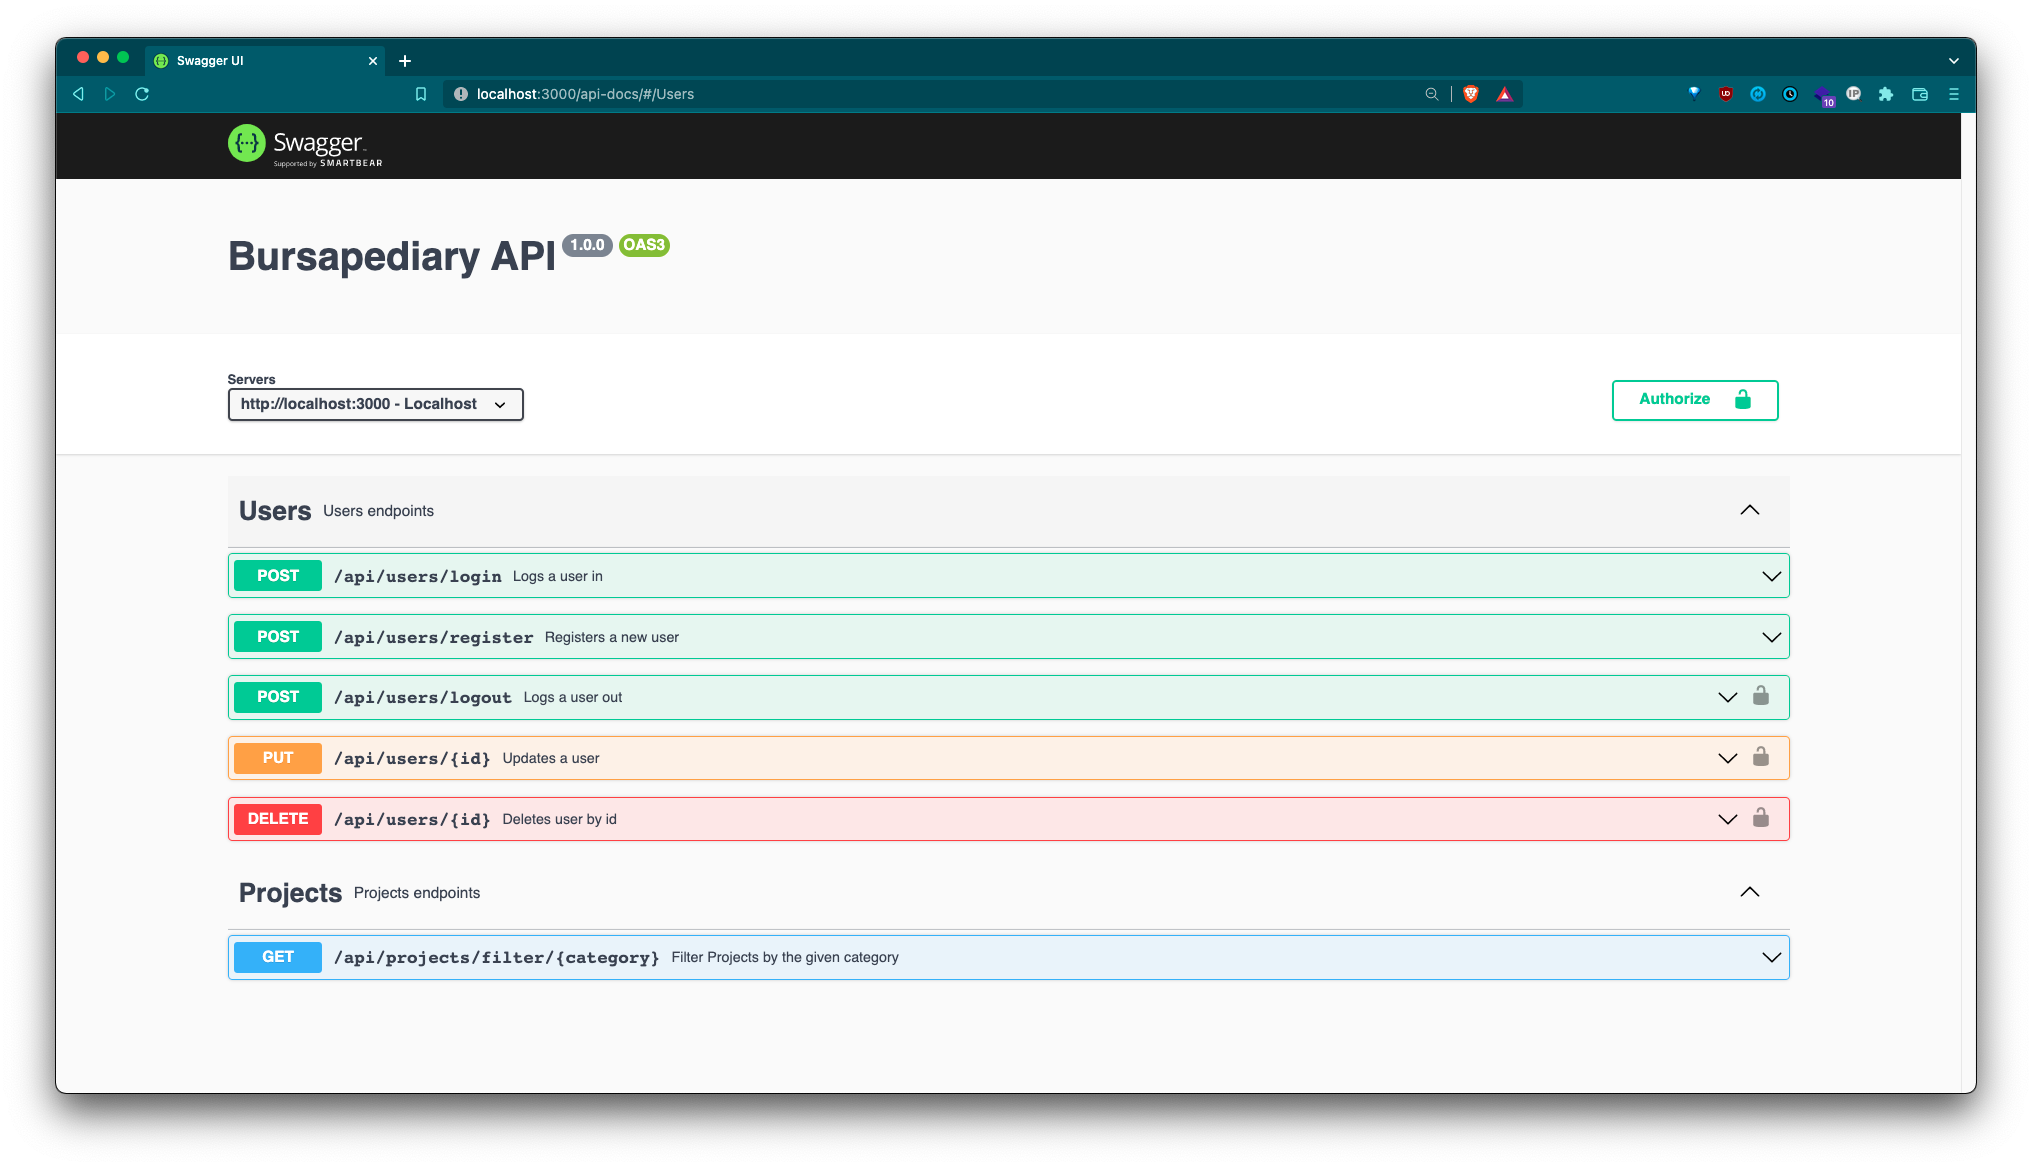 Swagger UI
localhost:3000/api-docs/#/Users
UD
10
IP
Swagger
Supported by SMARTBEAR
Bursapediary API 1.0.0 OAS3
Servers
http://localhost:3000 - Localhost
Authorize
Users Users endpoints
POST /api/users/login Logs a user in
POST /api/users/register Registers a new user
POST /api/users/logout Logs a user out
PUT /api/users/{id} Updates a user
DELETE /api/users/{id} Deletes user by id
Projects Projects endpoints
GET /api/projects/filter/{category} Filter Projects by the given category